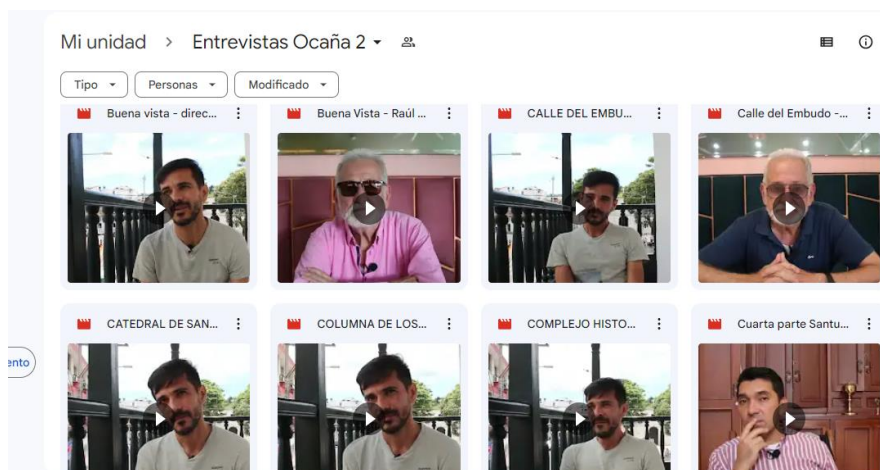 Mi unidad > Entrevistas Ocaña 2
Tipo Personas Modificado
Buena vista - direc... Buena Vista - Raúl ... CALLE DEL EMBU... Calle del Embudo -...
CATEDRAL DE SAN... COLUMNA DE LOS... COMPLEJO HISTO... Cuarta parte Santu...
ento